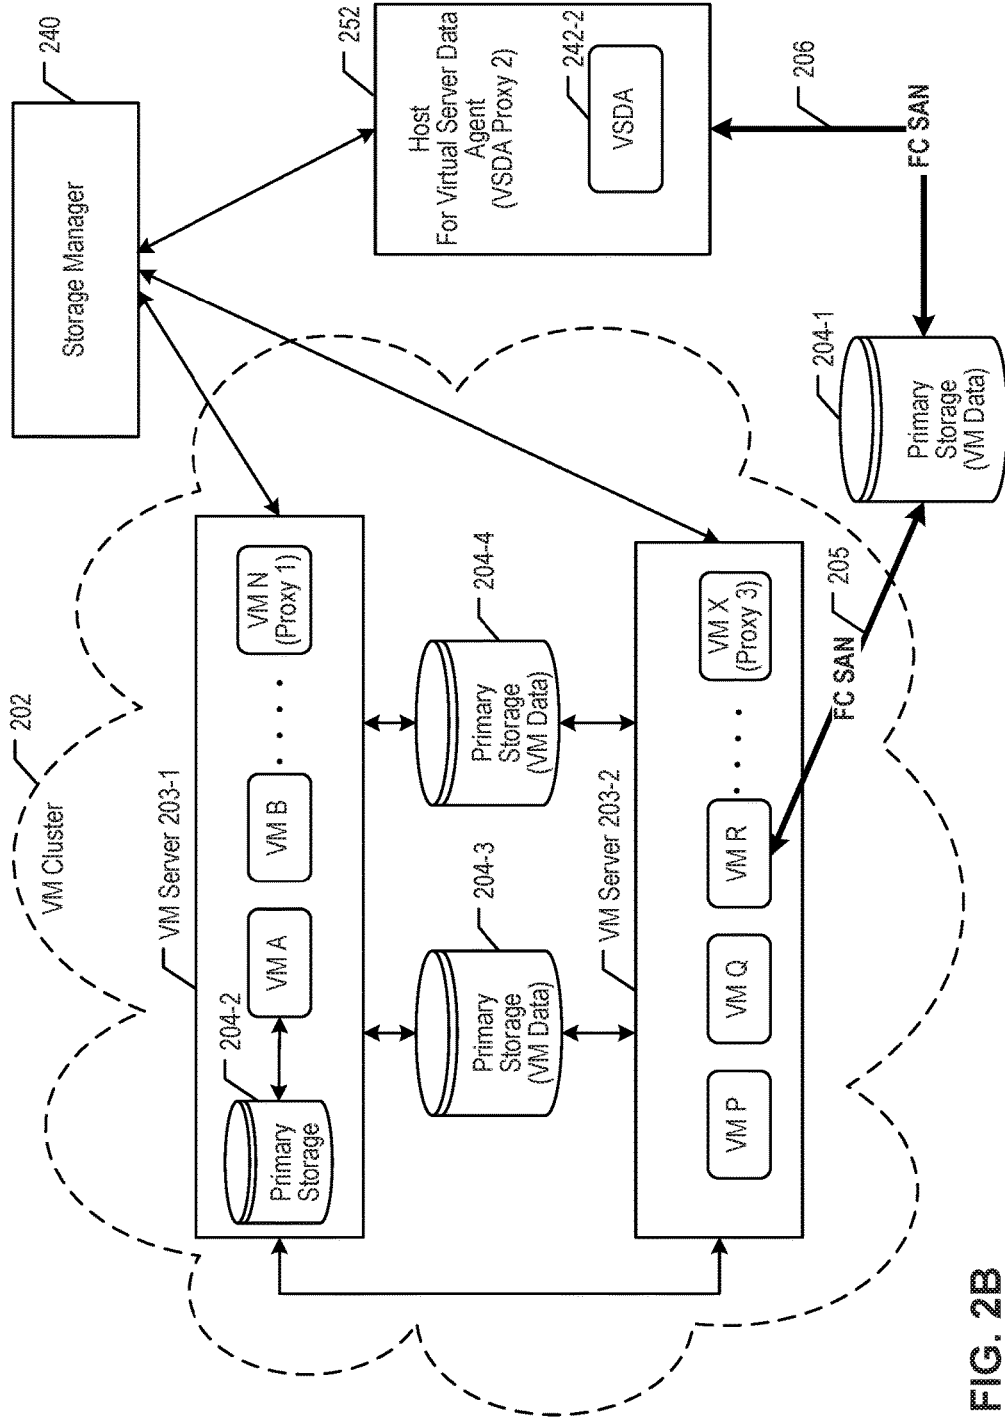 202
VM Cluster
VM Server 203-1
204-2
Primary
Storage
VM A
VM B
VM N
(Proxy 1)
Storage Manager
240
204-3
Primary
Storage
(VM Data)
204-4
Primary
Storage
(VM Data)
252
Host
For Virtual Server Data
Agent
(VSDA Proxy 2)
242-2
VSDA
206
FC SAN
VM Server 203-2
VM P
VM Q
VM R
VM X
(Proxy 3)
205
FC SAN
204-1
Primary
Storage
(VM Data)
FIG. 2B